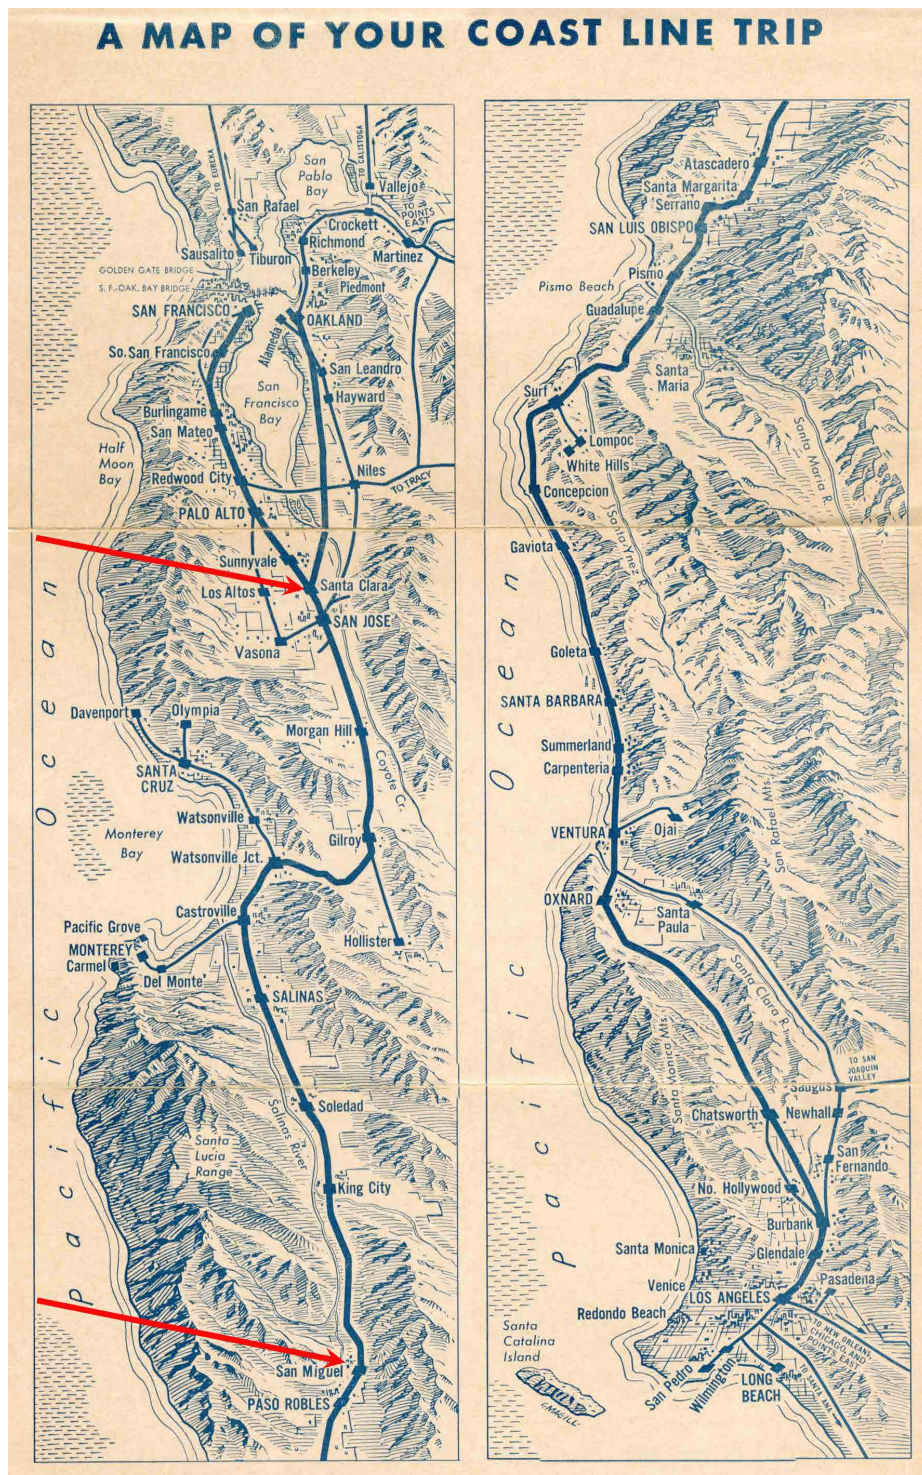 A MAP OF YOUR COAST LINE TRIP
TO EUREKA
TO CALISTOGA
San
Pablo
Bay
Vallejo
San Rafael
TO
POINTS
EAST
Crockett
Richmond
Martinez
Sausalito
Tiburon
GOLDEN GATE BRIDGE
Berkeley
S. F.-OAK. BAY BRIDGE
Piedmont
SAN FRANCISCO
OAKLAND
Alameda
So. San Francisco
San Leandro
San
Francisco
Bay
Hayward
Burlingame
San Mateo
Half
Moon
Bay
Redwood City
Niles
TO TRACY
PALO ALTO
Sunnyvale
Santa Clara
Los Altos
SAN JOSE
Vasona
Davenport
Olympia
Morgan Hill
Coyote Cr.
SANTA
CRUZ
Watsonville
Monterey
Bay
Gilroy
Watsonville Jct.
Castroville
Pacific Grove
MONTEREY
Carmel
Del Monte
Hollister
SALINAS
Soledad
Salinas River
Santa
Lucia
Range
King City
San Miguel
PASO ROBLES
Pacific Ocean
Atascadero
Santa Margarita
Serrano
SAN LUIS OBISPO
Pismo
Pismo Beach
Guadalupe
Santa
Maria
Surf
Santa Maria R.
Lompoc
White Hills
Concepcion
Santa Ynez R.
Gaviota
Goleta
SANTA BARBARA
Summerland
Carpenteria
San Rafael Mts.
VENTURA
Ojai
OXNARD
Santa
Paula
Santa Clara R.
Santa Monica Mts.
TO SAN
JOAQUIN
VALLEY
Saugus
Chatsworth
Newhall
San
Fernando
No. Hollywood
Burbank
Santa Monica
Glendale
Venice
Pasadena
LOS ANGELES
Redondo Beach
TO NEW ORLEANS
CHICAGO AND
POINTS EAST
Santa
Catalina
Island
San Pedro
Wilmington
LONG
BEACH
TO SANTA ANA
McGILL
Pacific Ocean